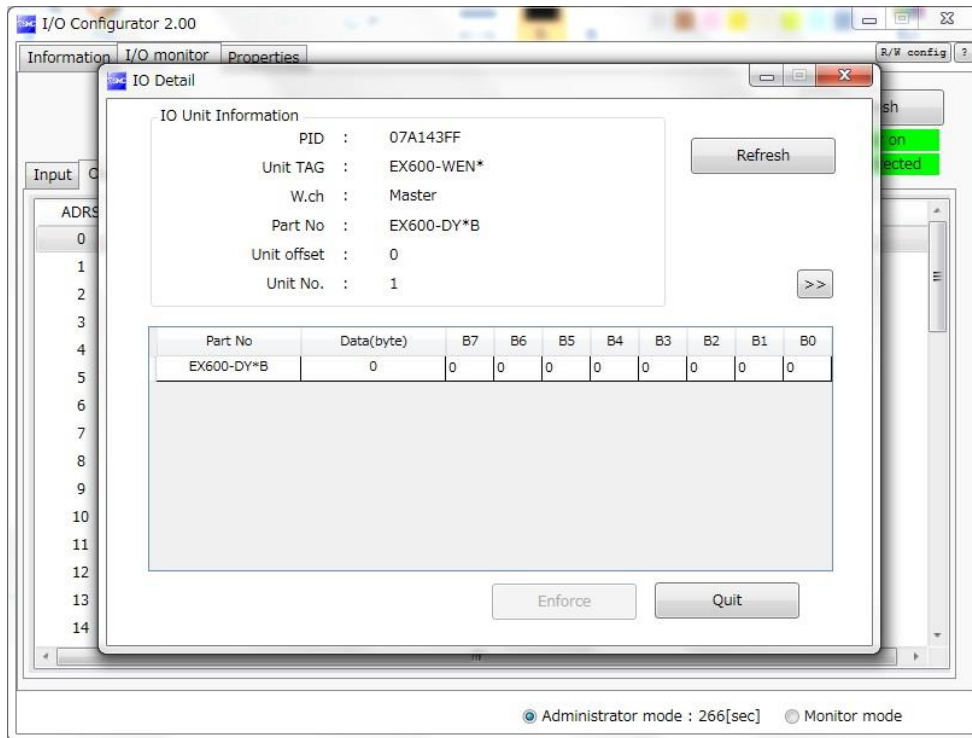 I/O Configurator 2.00
Information I/O monitor Properties
R/W config ?
IO Detail
IO Unit Information
PID : 07A143FF
Unit TAG : EX600-WEN*
W.ch : Master
Part No : EX600-DY*B
Unit offset : 0
Unit No. : 1
Refresh
>>
Input
ADRS
0
1
2
3
4
5
6
7
8
9
10
11
12
13
14
Part No Data(byte) B7 B6 B5 B4 B3 B2 B1 B0
EX600-DY*B 0 0 0 0 0 0 0 0 0
Enforce Quit
Administrator mode : 266[sec] Monitor mode